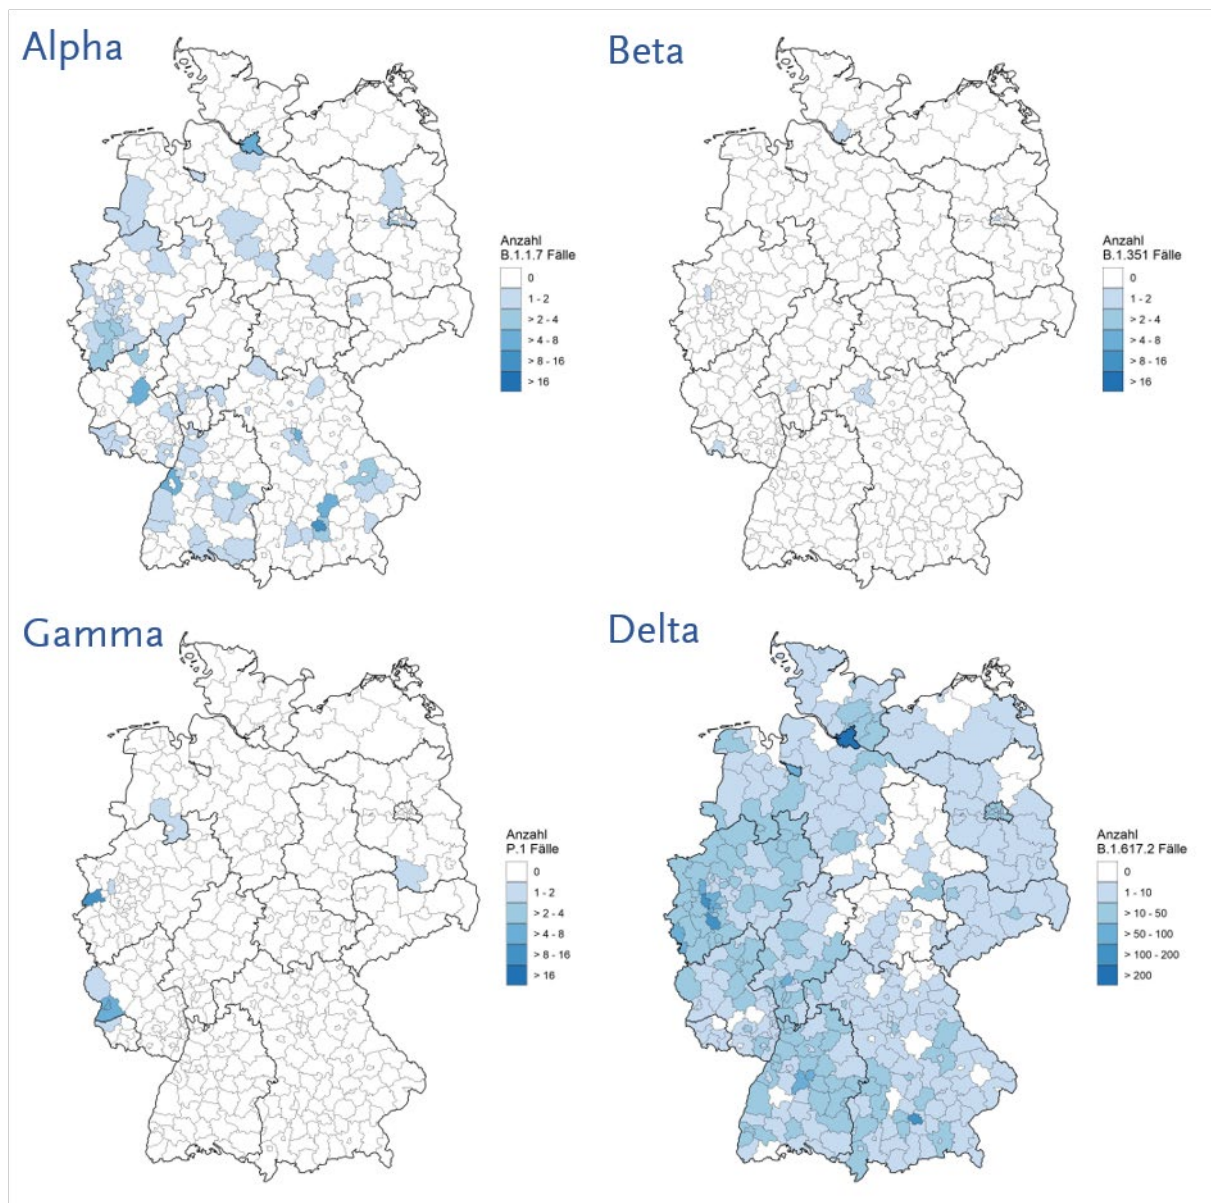 Alpha
Anzahl
B.1.1.7 Fälle
0
1 - 2
> 2 - 4
> 4 - 8
> 8 - 16
> 16
Beta
Anzahl
B.1.351 Fälle
0
1 - 2
> 2 - 4
> 4 - 8
> 8 - 16
> 16
Gamma
Anzahl
P.1 Fälle
0
1 - 2
> 2 - 4
> 4 - 8
> 8 - 16
> 16
Delta
Anzahl
B.1.617.2 Fälle
0
1 - 10
> 10 - 50
> 50 - 100
> 100 - 200
> 200